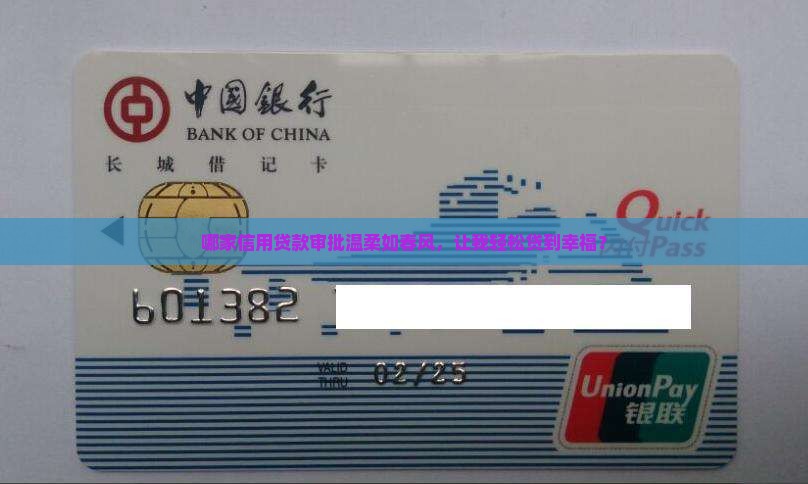 中國銀行
BANK OF CHINA
长城借记卡
Quick
Pass
哪家信用贷款审批温柔如春风，让我轻松贷到幸福？
601382
VALID
THRU
02/25
UnionPay
银联